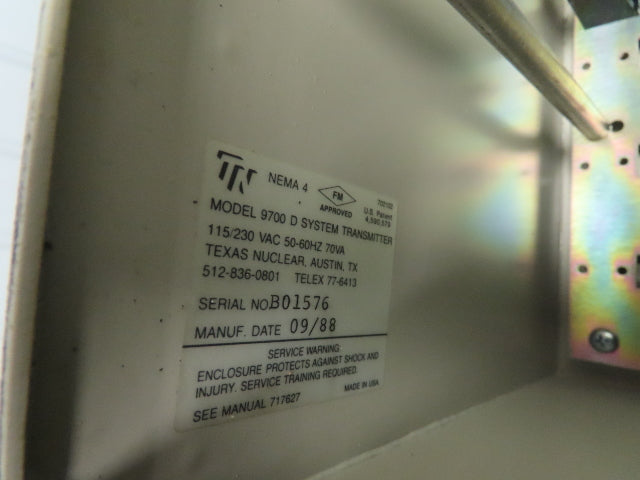 TN NEMA 4 FM 702102
APPROVED U.S. Patent
4,590,579
MODEL 9700 D SYSTEM TRANSMITTER
115/230 VAC 50-60HZ 70VA
TEXAS NUCLEAR, AUSTIN, TX
512-836-0801 TELEX 77-6413
SERIAL NO. B01576
MANUF. DATE 09/88
SERVICE WARNING:
ENCLOSURE PROTECTS AGAINST SHOCK AND
INJURY. SERVICE TRAINING REQUIRED.
SEE MANUAL 717627 MADE IN USA